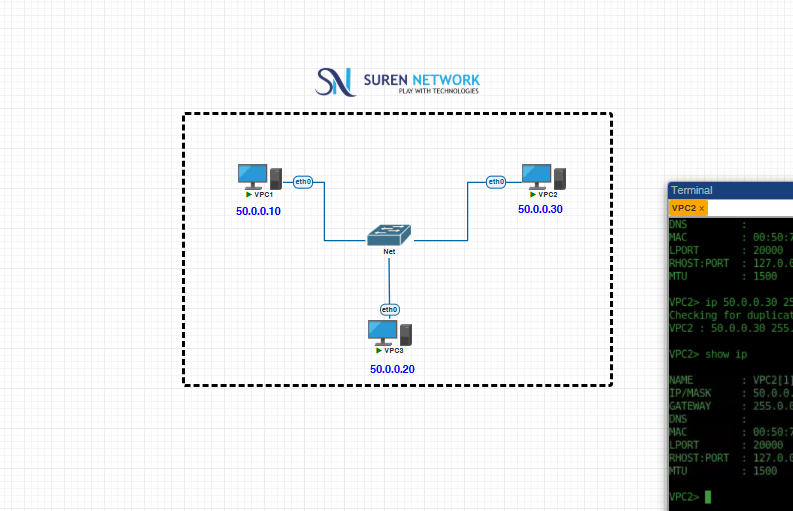 SUREN NETWORK
PLAY WITH TECHNOLOGIES
eth0
eth0
VPC1
VPC2
50.0.0.10
50.0.0.30
Net
eth0
VPC3
50.0.0.20
Terminal
VPC2 ×
DNS :
MAC : 00:50:7
LPORT : 20000
RHOST:PORT : 127.0.0
MTU : 1500
VPC2> ip 50.0.0.30 25
Checking for duplicat
VPC2 : 50.0.0.30 255.
VPC2> show ip
NAME : VPC2[1]
IP/MASK : 50.0.0.
GATEWAY : 255.0.0
DNS :
MAC : 00:50:7
LPORT : 20000
RHOST:PORT : 127.0.0
MTU : 1500
VPC2>